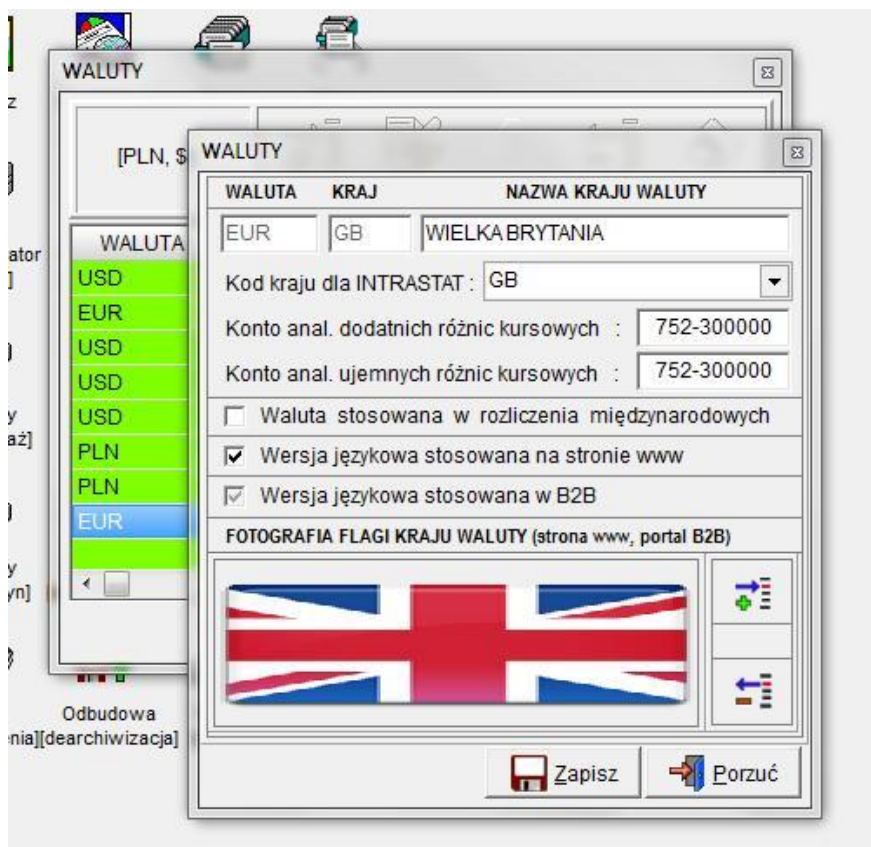 WALUTY
[PLN, $
WALUTA
USD
EUR
USD
USD
USD
PLN
PLN
EUR
WALUTY
WALUTA KRAJ NAZWA KRAJU WALUTY
EUR GB WIELKA BRYTANIA
Kod kraju dla INTRASTAT : GB
Konto anal. dodatnich różnic kursowych : 752-300000
Konto anal. ujemnych różnic kursowych : 752-300000
Waluta stosowana w rozliczenia międzynarodowych
Wersja językowa stosowana na stronie www
Wersja językowa stosowana w B2B
FOTOGRAFIA FLAGI KRAJU WALUTY (strona www, portal B2B)
Zapisz Porzuć
Odbudowa
nia][dearchiwizacja]
z
ator
]
y
aż]
y
yn]